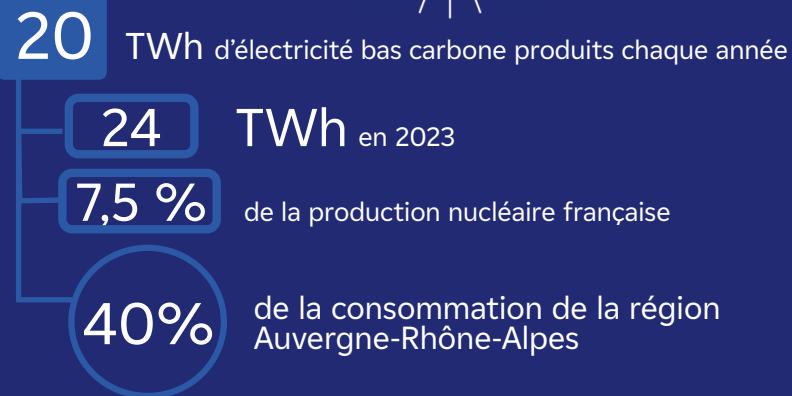 20 TWh d’électricité bas carbone produits chaque année
24 TWh en 2023
7,5 % de la production nucléaire française
40% de la consommation de la région
Auvergne-Rhône-Alpes